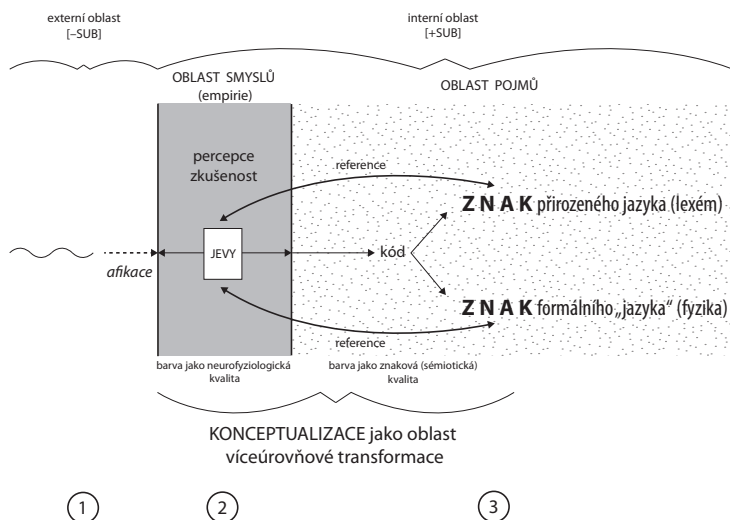 externí oblast
[–SUB]
interní oblast
[+SUB]
OBLAST SMYSLŮ
(empirie)
OBLAST POJMŮ
percepce
zkušenost
reference
ZNAK přirozeného jazyka (lexém)
JEVY
kód
afikace
ZNAK formálního „jazyka“ (fyzika)
reference
barva jako neurofyziologická
kvalita
barva jako znaková (sémiotická)
kvalita
KONCEPTUALIZACE jako oblast
víceúrovňové transformace
1
2
3